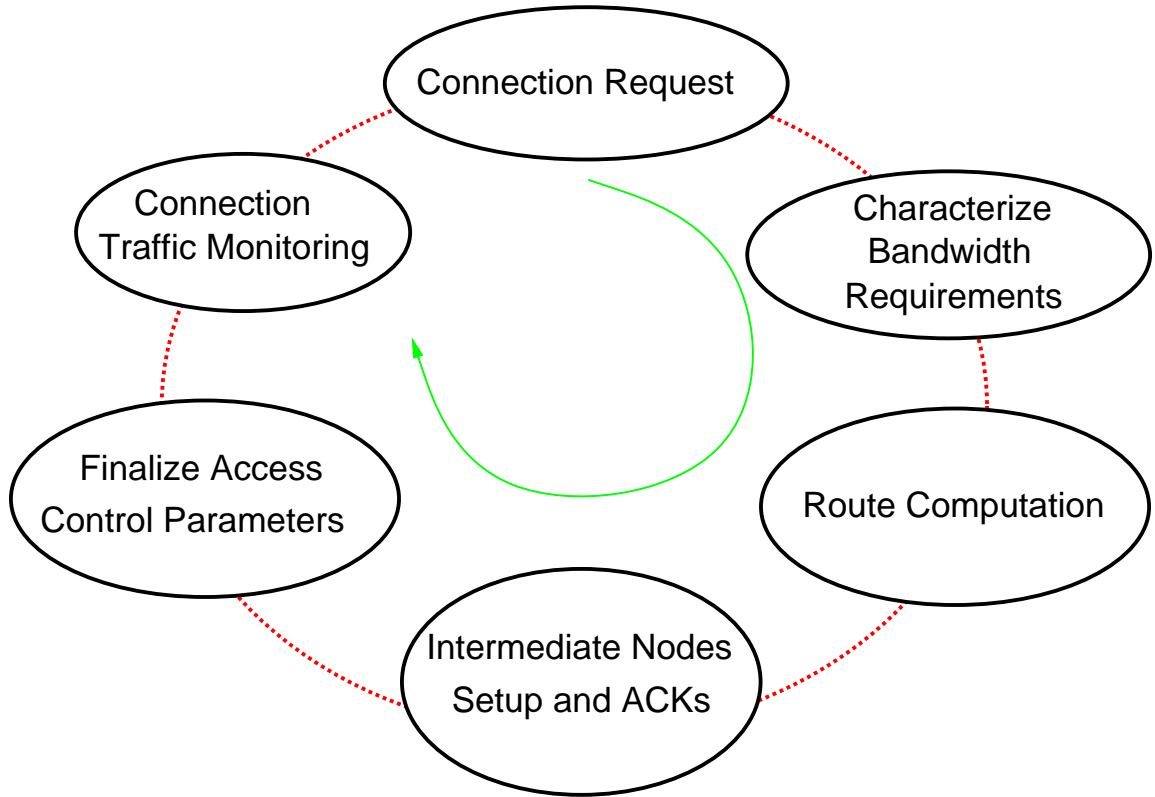 Connection Request
Characterize
Bandwidth
Requirements
Route Computation
Intermediate Nodes
Setup and ACKs
Finalize Access
Control Parameters
Connection
Traffic Monitoring